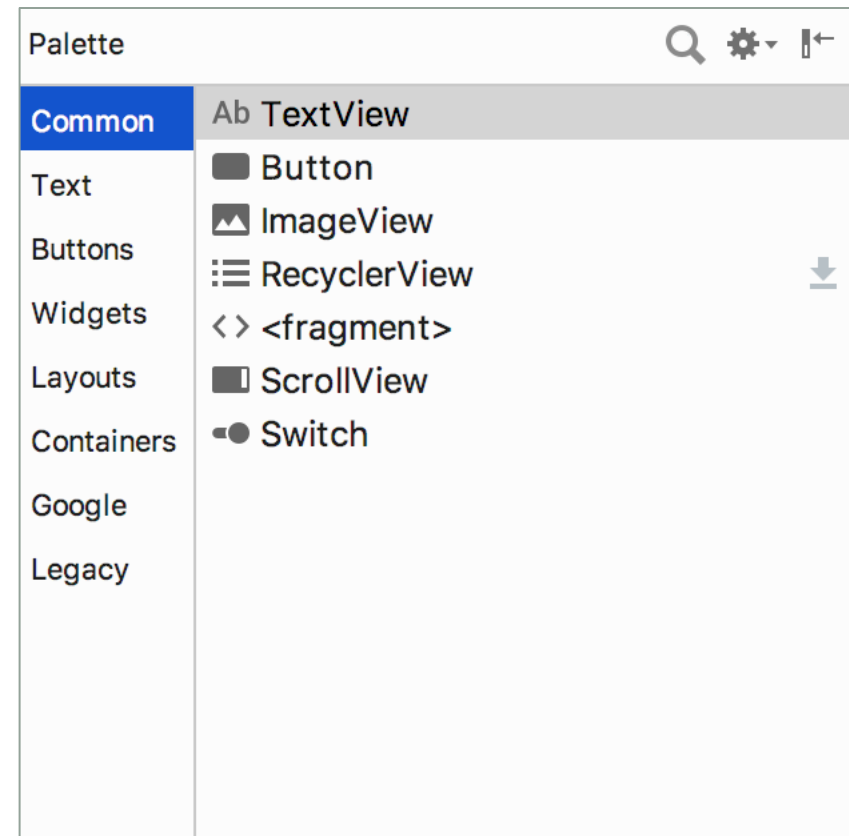 Palette
Common
Text
Buttons
Widgets
Layouts
Containers
Google
Legacy
Ab TextView
Button
ImageView
RecyclerView
<fragment>
ScrollView
Switch